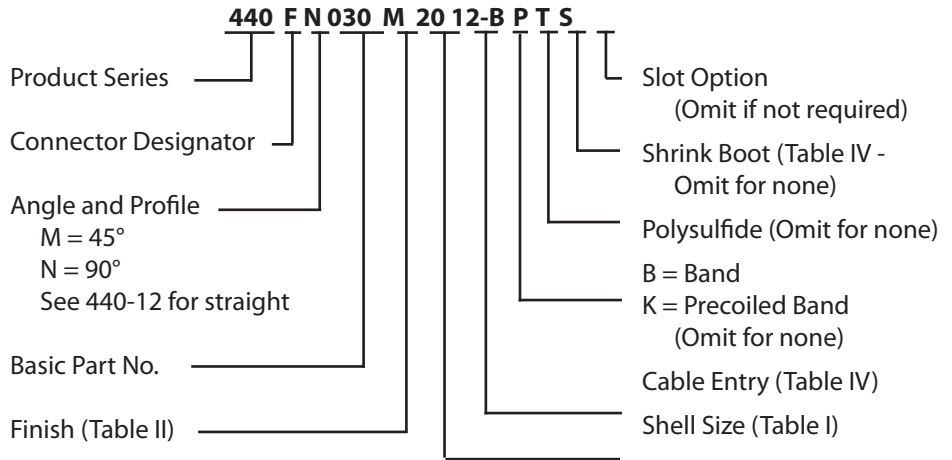 440 F N 030 M 20 12-B P T S
Product Series
Connector Designator
Angle and Profile
M = 45°
N = 90°
See 440-12 for straight
Basic Part No.
Finish (Table II)
Slot Option
(Omit if not required)
Shrink Boot (Table IV -
Omit for none)
Polysulfide (Omit for none)
B = Band
K = Precoiled Band
(Omit for none)
Cable Entry (Table IV)
Shell Size (Table I)